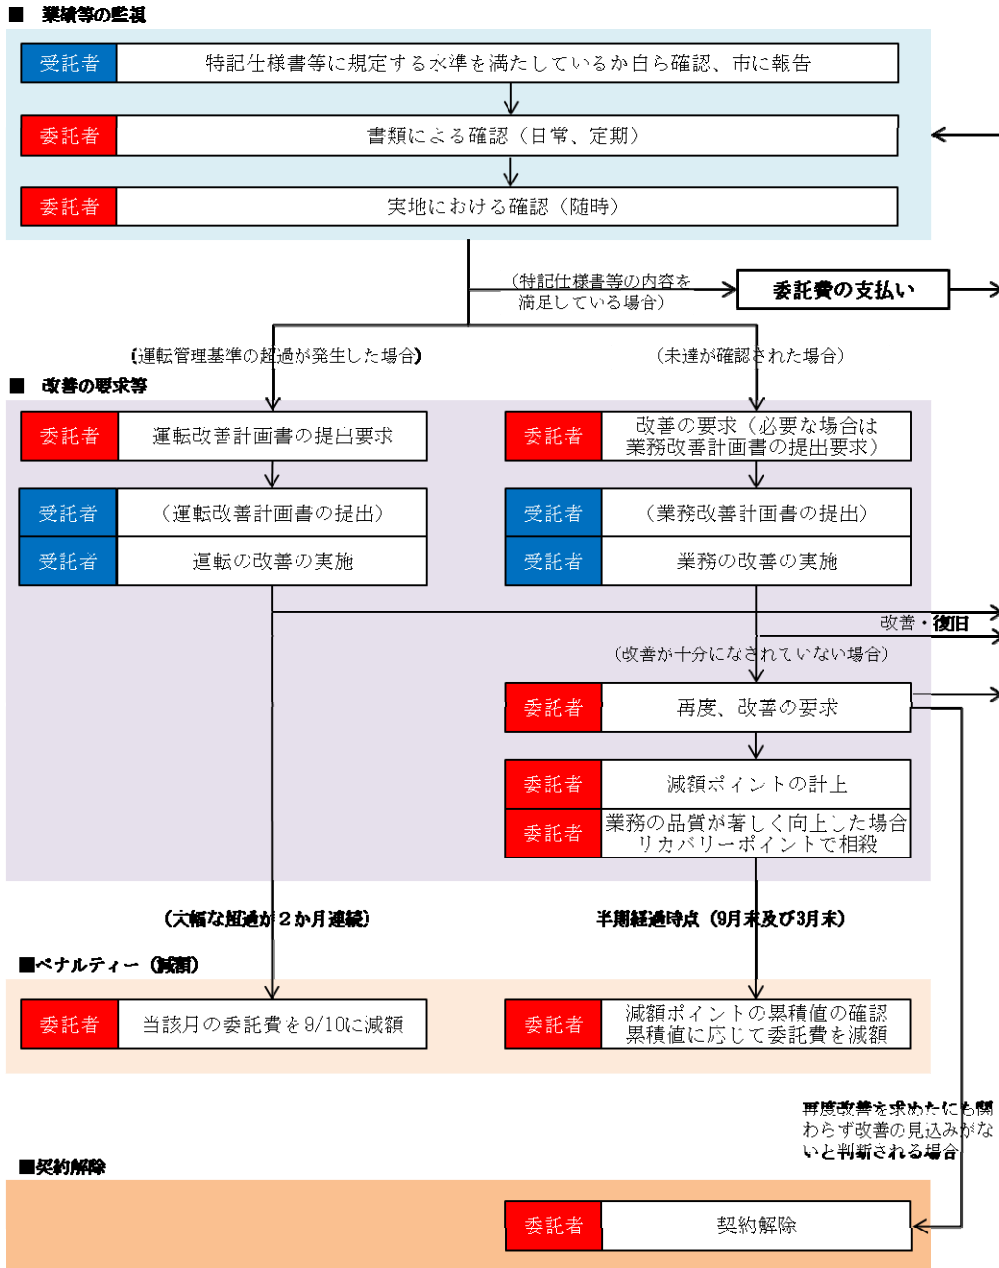 ■ 業績等の監視
受託者 特記仕様書等に規定する水準を満たしているか自ら確認、市に報告
委託者 書類による確認（日常、定期）
委託者 実地における確認（随時）
（特記仕様書等の内容を
満足している場合）
委託費の支払い
（運転管理基準の超過が発生した場合）
（未達が確認された場合）
■ 改善の要求等
委託者 運転改善計画書の提出要求
委託者 改善の要求（必要な場合は
業務改善計画書の提出要求）
受託者 （運転改善計画書の提出）
受託者 （業務改善計画書の提出）
受託者 運転の改善の実施
受託者 業務の改善の実施
改善・復旧
（改善が十分になされていない場合）
委託者 再度、改善の要求
委託者 減額ポイントの計上
委託者 業務の品質が著しく向上した場合
リカバリーポイントで相殺
（大幅な超過が２か月連続）
半期経過時点（9月末及び3月末）
■ペナルティー（減額）
委託者 当該月の委託費を9/10に減額
委託者 減額ポイントの累積値の確認
累積値に応じて委託費を減額
再度改善を求めたにも関
わらず改善の見込みがな
いと判断される場合
■契約解除
委託者 契約解除